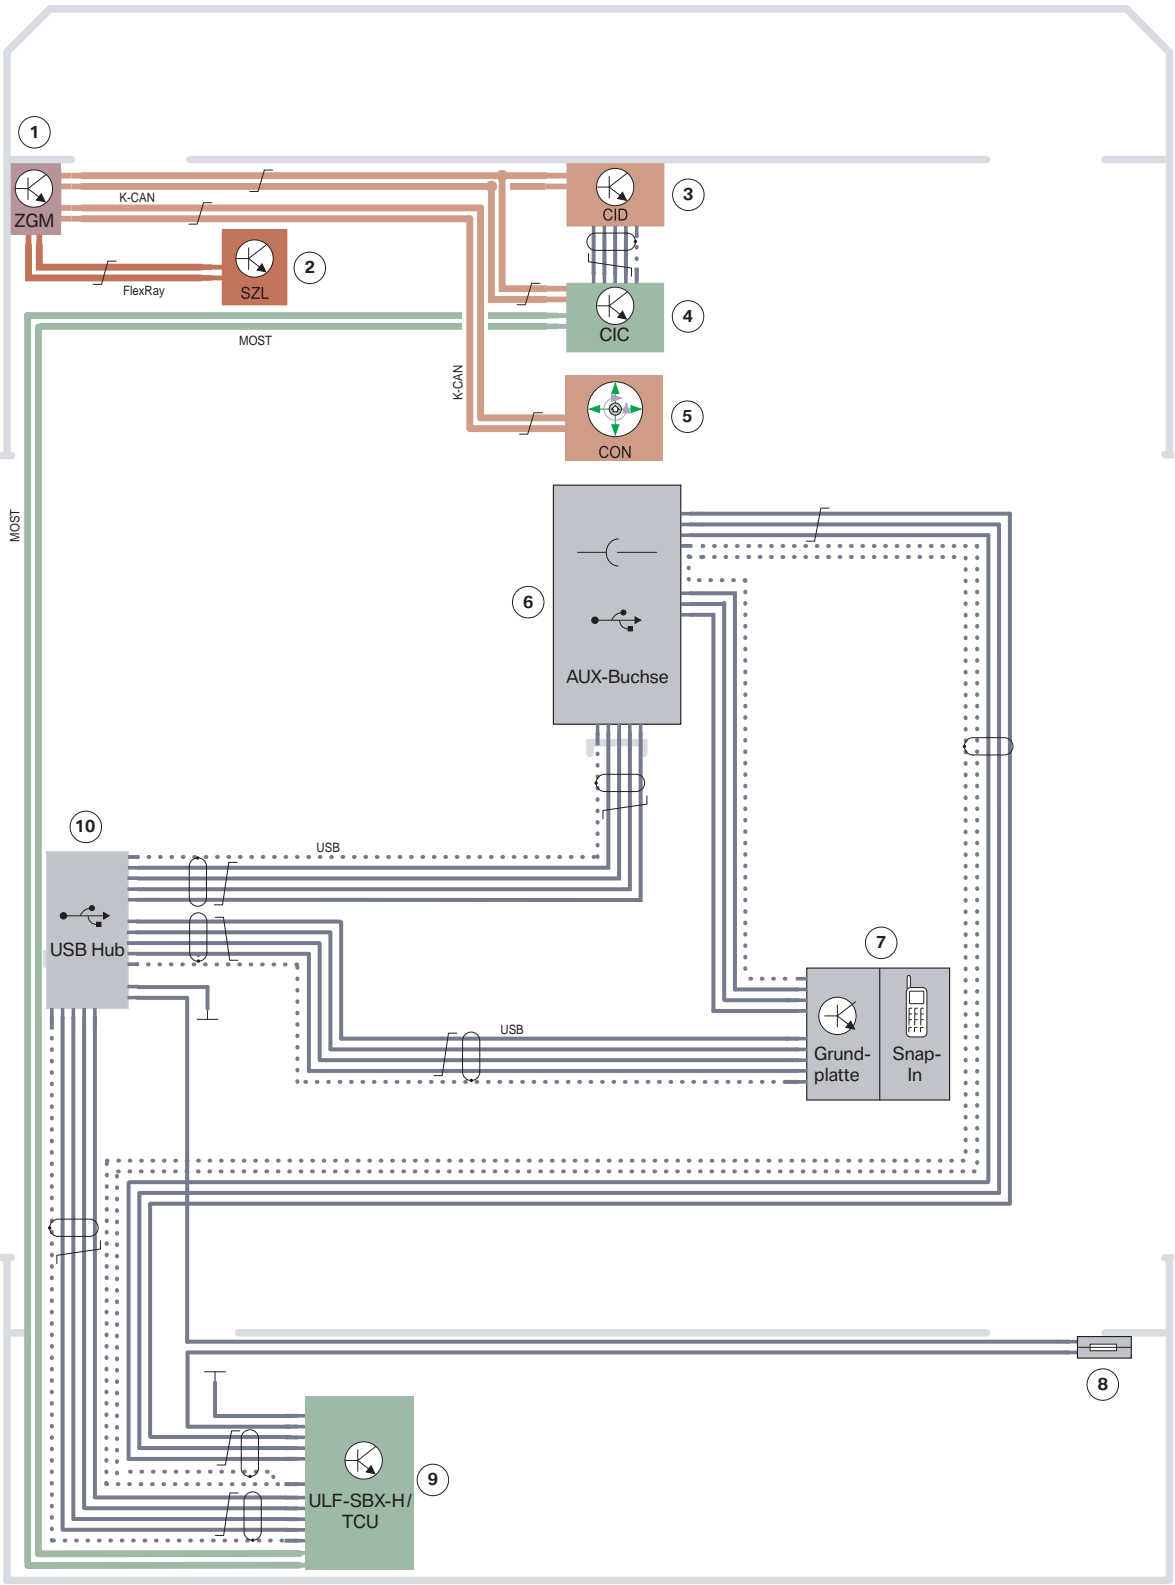 1
ZGM
K-CAN
3
CID
2
SZL
FlexRay
4
CIC
MOST
K-CAN
5
CON
MOST
6
AUX-Buchse
10
USB
USB Hub
7
USB
Grund-
platte
Snap-
In
8
9
ULF-SBX-H/
TCU